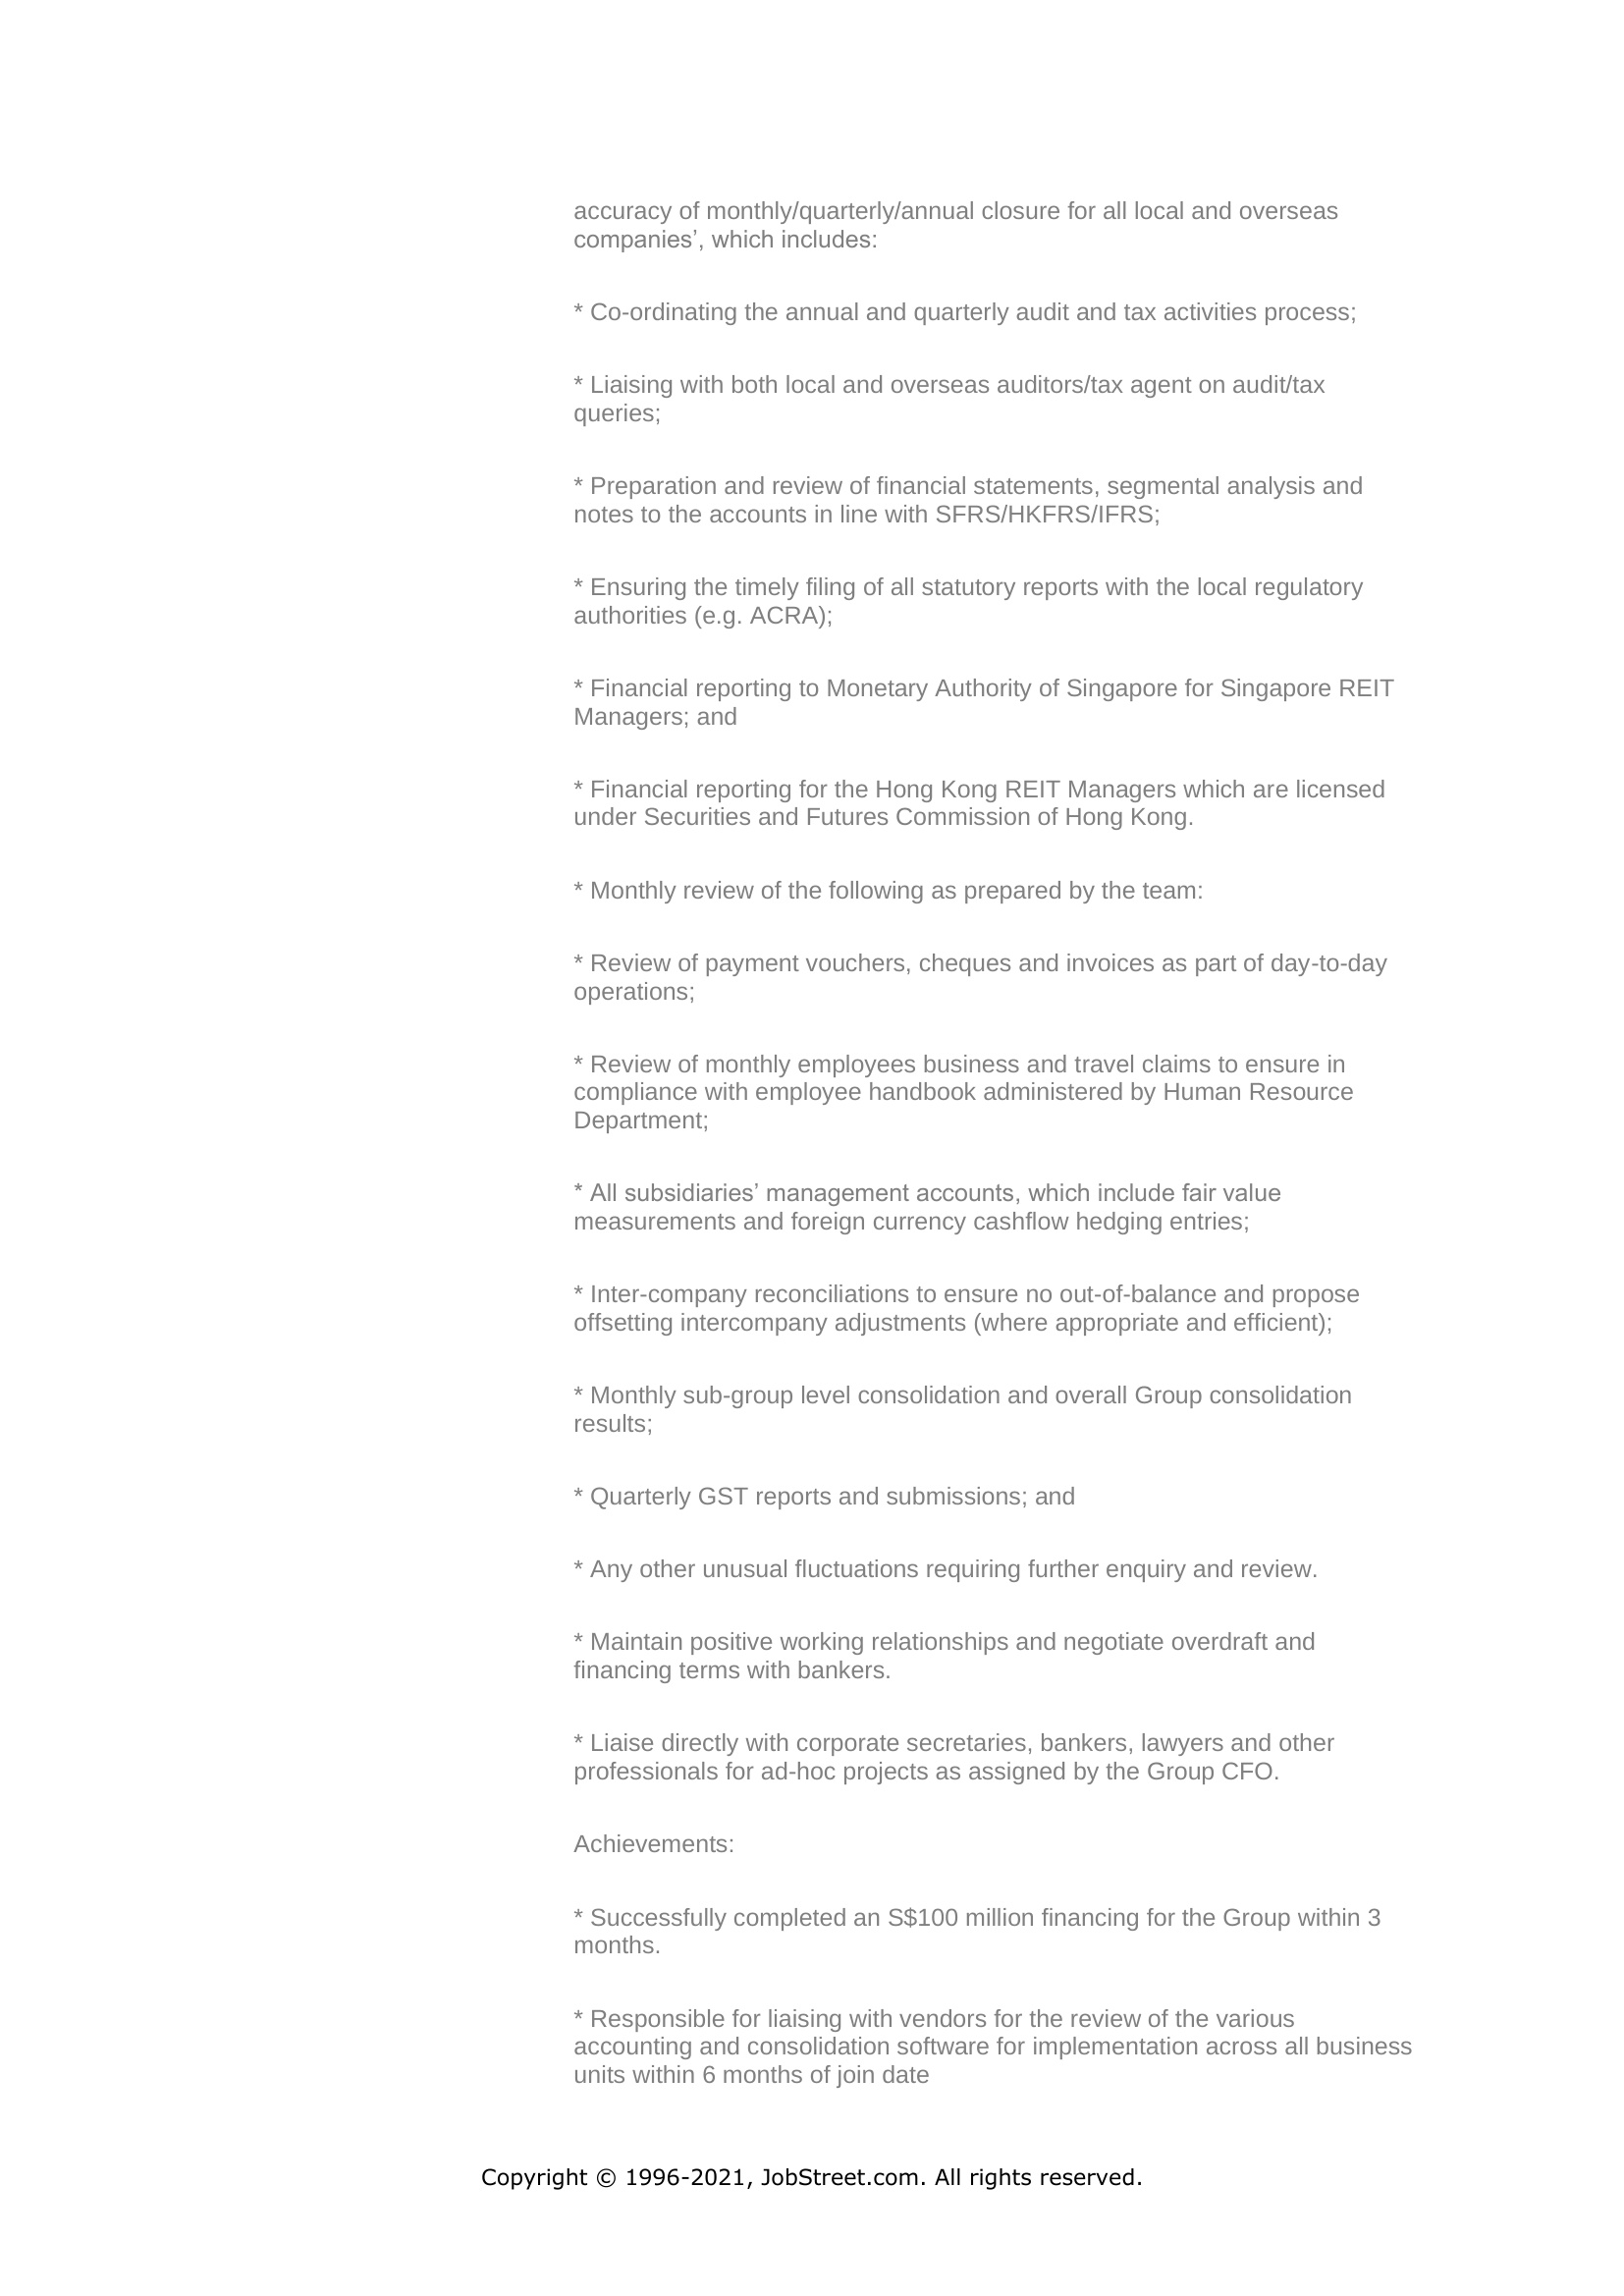 accuracy of monthly/quarterly/annual closure for all local and overseas
companies’, which includes:
* Co-ordinating the annual and quarterly audit and tax activities process;
* Liaising with both local and overseas auditors/tax agent on audit/tax
queries;
* Preparation and review of financial statements, segmental analysis and
notes to the accounts in line with SFRS/HKFRS/IFRS;
* Ensuring the timely filing of all statutory reports with the local regulatory
authorities (e.g. ACRA);
* Financial reporting to Monetary Authority of Singapore for Singapore REIT
Managers; and
* Financial reporting for the Hong Kong REIT Managers which are licensed
under Securities and Futures Commission of Hong Kong.
* Monthly review of the following as prepared by the team:
* Review of payment vouchers, cheques and invoices as part of day-to-day
operations;
* Review of monthly employees business and travel claims to ensure in
compliance with employee handbook administered by Human Resource
Department;
* All subsidiaries’ management accounts, which include fair value
measurements and foreign currency cashflow hedging entries;
* Inter-company reconciliations to ensure no out-of-balance and propose
offsetting intercompany adjustments (where appropriate and efficient);
* Monthly sub-group level consolidation and overall Group consolidation
results;
* Quarterly GST reports and submissions; and
* Any other unusual fluctuations requiring further enquiry and review.
* Maintain positive working relationships and negotiate overdraft and
financing terms with bankers.
* Liaise directly with corporate secretaries, bankers, lawyers and other
professionals for ad-hoc projects as assigned by the Group CFO.
Achievements:
* Successfully completed an S$100 million financing for the Group within 3
months.
* Responsible for liaising with vendors for the review of the various
accounting and consolidation software for implementation across all business
units within 6 months of join date
Copyright © 1996-2021, JobStreet.com. All rights reserved.